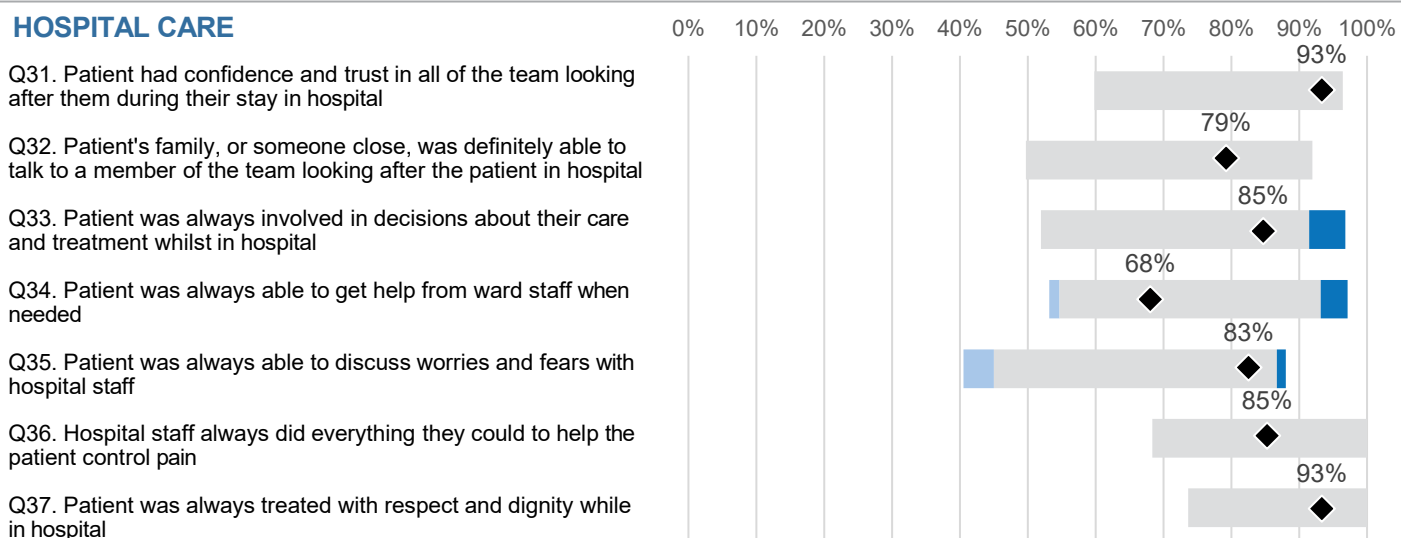 HOSPITAL CARE
0% 10% 20% 30% 40% 50% 60% 70% 80% 90% 100%
93%
Q31. Patient had confidence and trust in all of the team looking
after them during their stay in hospital
79%
Q32. Patient's family, or someone close, was definitely able to
talk to a member of the team looking after the patient in hospital
85%
Q33. Patient was always involved in decisions about their care
and treatment whilst in hospital
68%
Q34. Patient was always able to get help from ward staff when
needed
83%
Q35. Patient was always able to discuss worries and fears with
hospital staff
85%
Q36. Hospital staff always did everything they could to help the
patient control pain
93%
Q37. Patient was always treated with respect and dignity while
in hospital